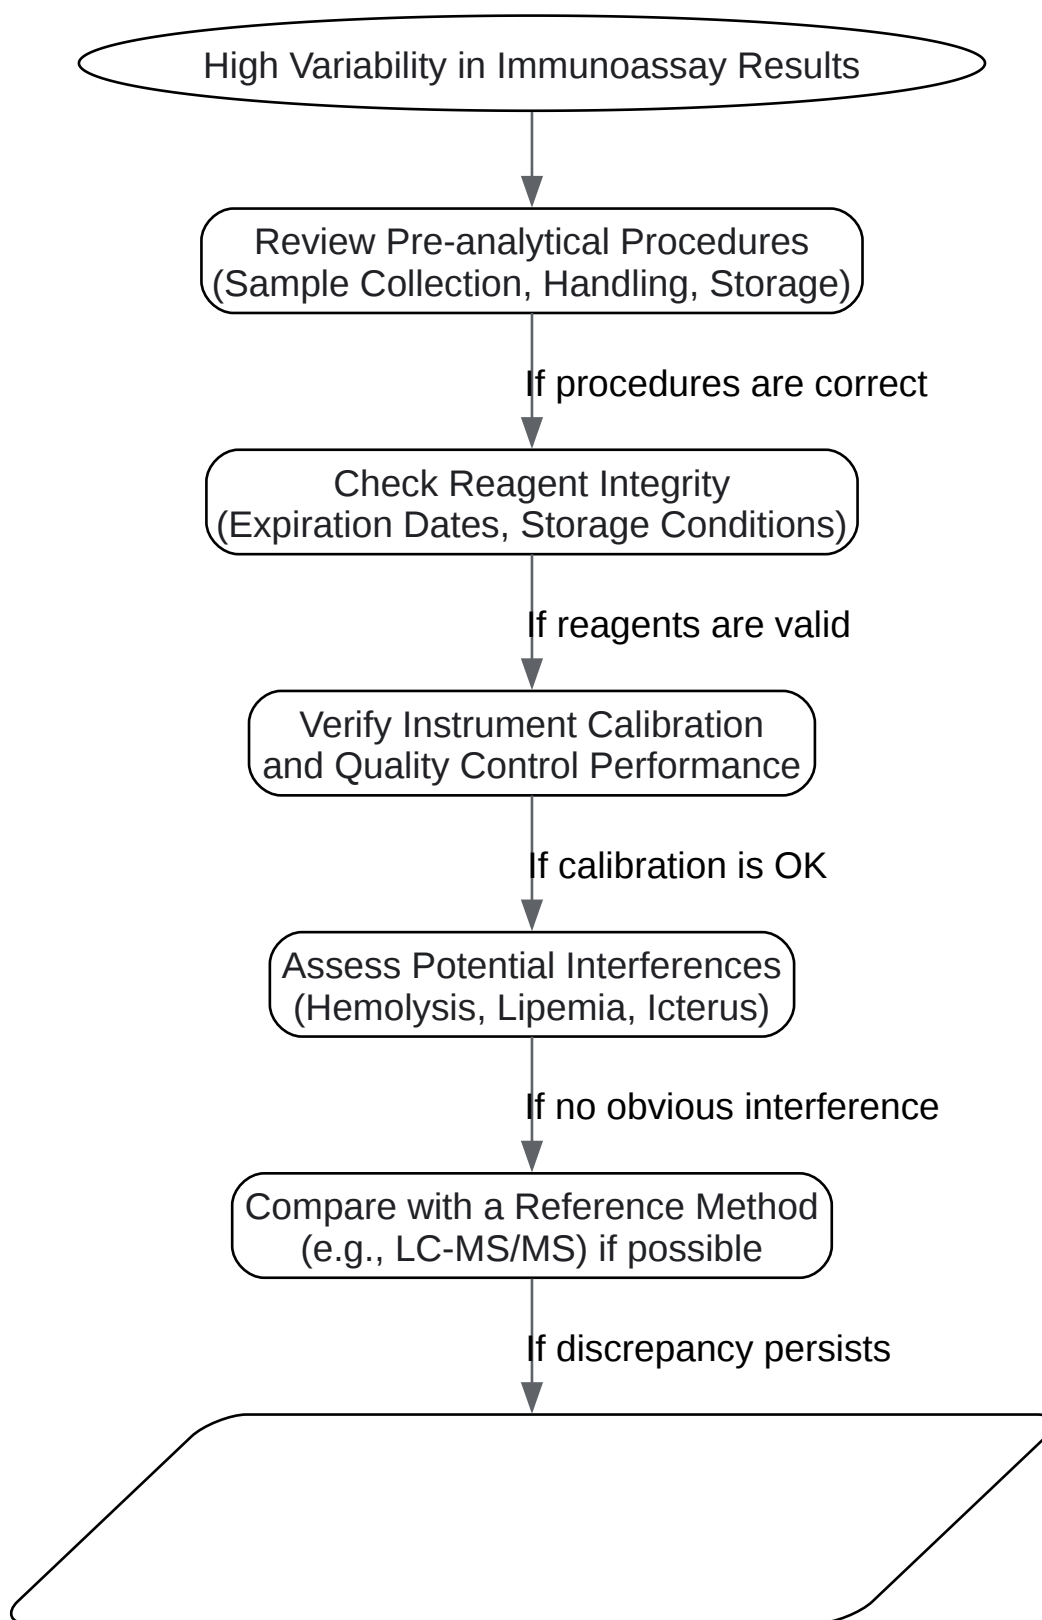 High Variability in Immunoassay Results
Review Pre-analytical Procedures
(Sample Collection, Handling, Storage)
If procedures are correct
Check Reagent Integrity
(Expiration Dates, Storage Conditions)
If reagents are valid
Verify Instrument Calibration
and Quality Control Performance
If calibration is OK
Assess Potential Interferences
(Hemolysis, Lipemia, Icterus)
If no obvious interference
Compare with a Reference Method
(e.g., LC-MS/MS) if possible
If discrepancy persists